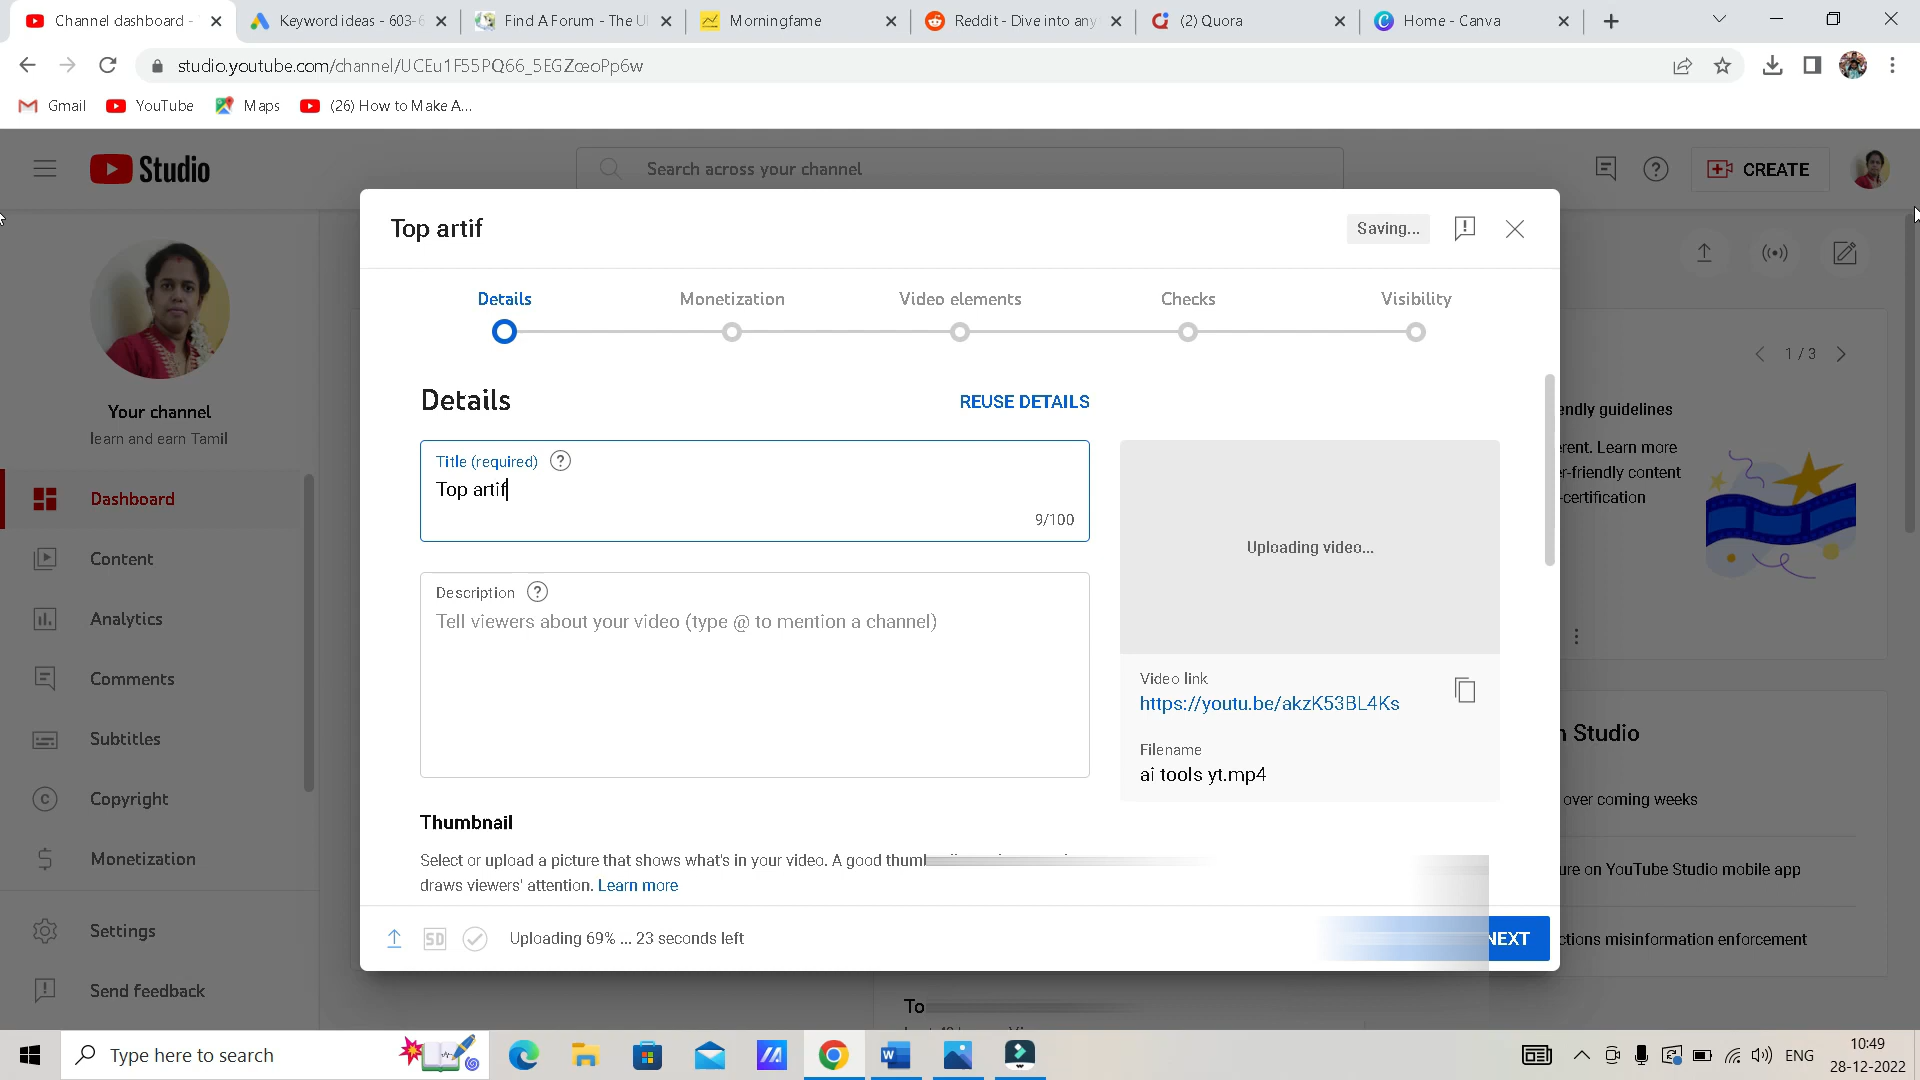 Channel dashboard -
Keyword ideas - 603-6
Find A Forum - The Ul
Morningfame
Reddit - Dive into any
(2) Quora
Home - Canva
studio.youtube.com/channel/UCEu1F55PQ66_5EGZœoPp6w
Gmail
YouTube
Maps
(26) How to Make A...
Studio
Search across your channel
CREATE
Top artif
Saving...
Details
Monetization
Video elements
Checks
Visibility
1 / 3
Your channel
learn and earn Tamil
Dashboard
Content
Analytics
Comments
Subtitles
Copyright
Monetization
Settings
Send feedback
Details
REUSE DETAILS
Title (required)
Top artif
9/100
Description
Tell viewers about your video (type @ to mention a channel)
Uploading video...
Video link
https://youtu.be/akzK53BL4Ks
Filename
ai tools yt.mp4
Thumbnail
Select or upload a picture that shows what's in your video. A good thumb
draws viewers' attention. Learn more
SD
Uploading 69% ... 23 seconds left
NEXT
endly guidelines
erent. Learn more
er-friendly content
-certification
n Studio
over coming weeks
ure on YouTube Studio mobile app
ctions misinformation enforcement
To
Type here to search
ENG
10:49
28-12-2022